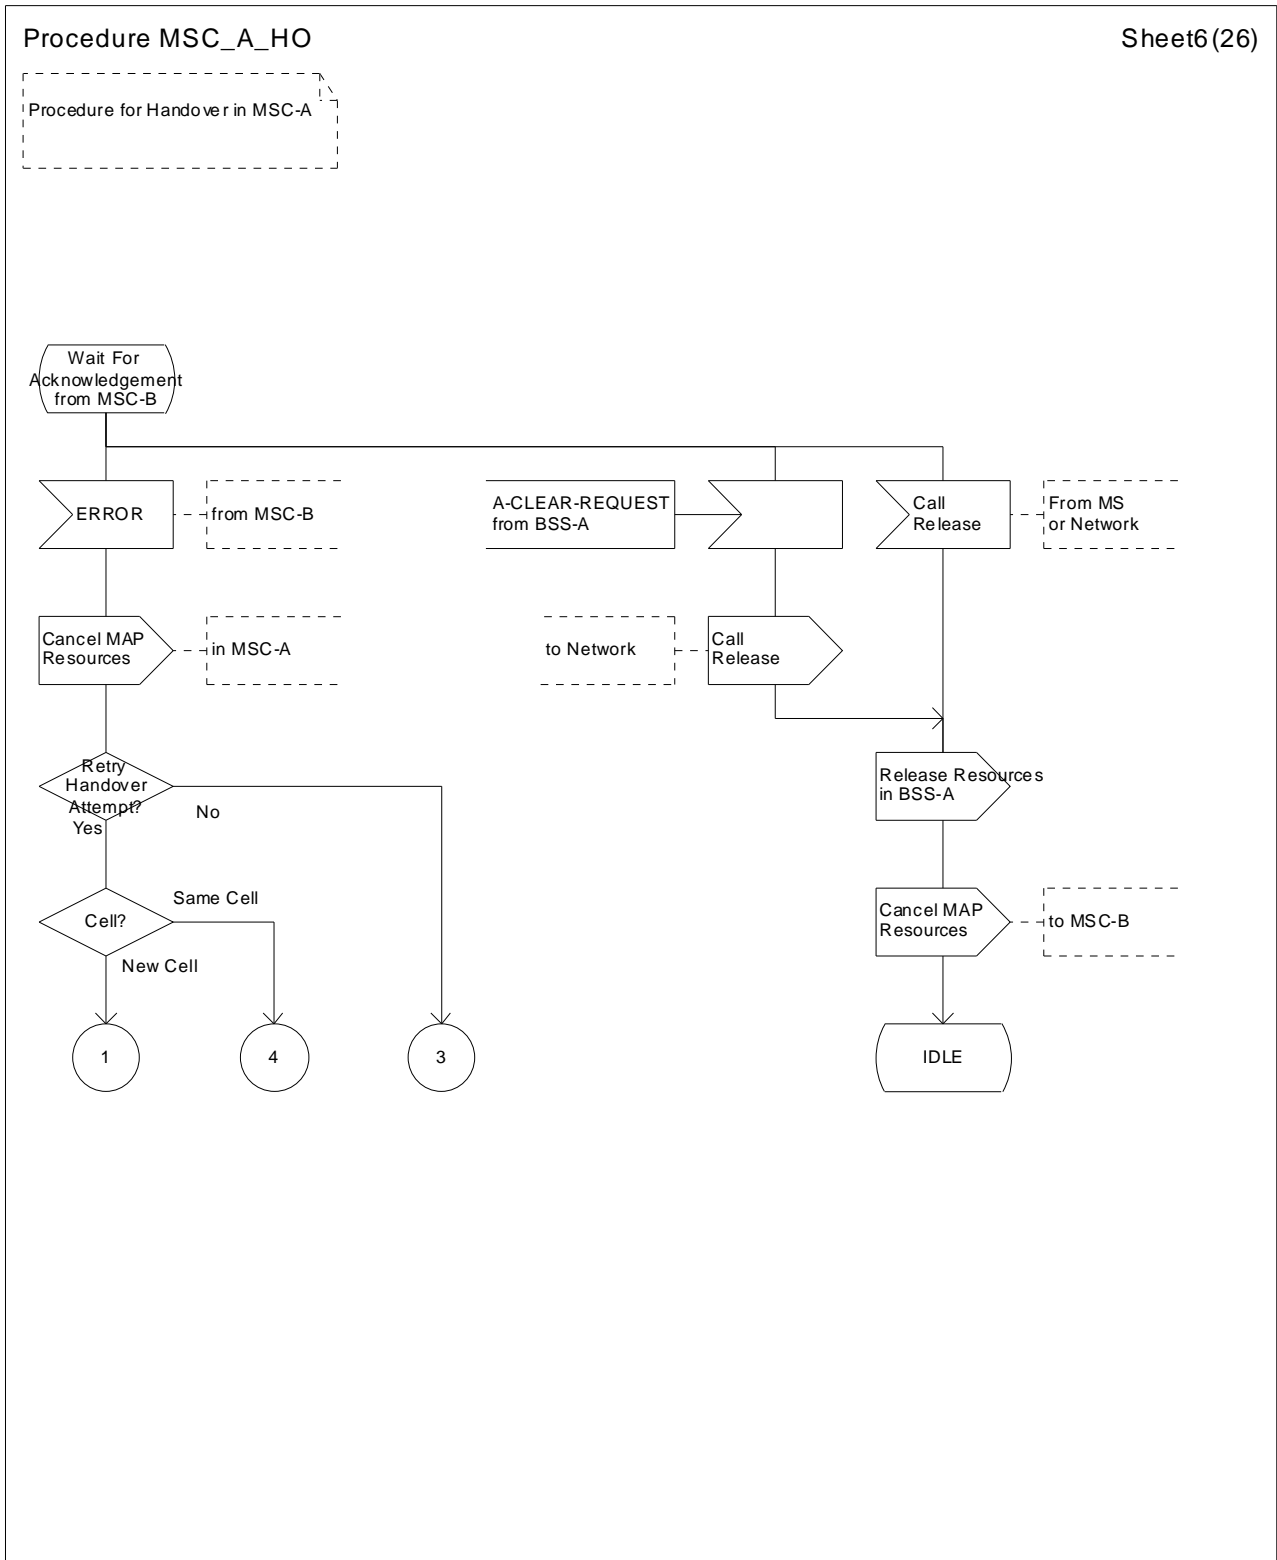 Procedure MSC_A_HO
Sheet6(26)
Procedure for Handover in MSC-A
Wait For
Acknowledgement
from MSC-B
ERROR
from MSC-B
A-CLEAR-REQUEST
from BSS-A
Call
Release
From MS
or Network
Cancel MAP
Resources
in MSC-A
to Network
Call
Release
Retry
Handover
Attempt?
Yes
No
Release Resources
in BSS-A
Cell?
Same Cell
New Cell
Cancel MAP
Resources
to MSC-B
1
4
3
IDLE